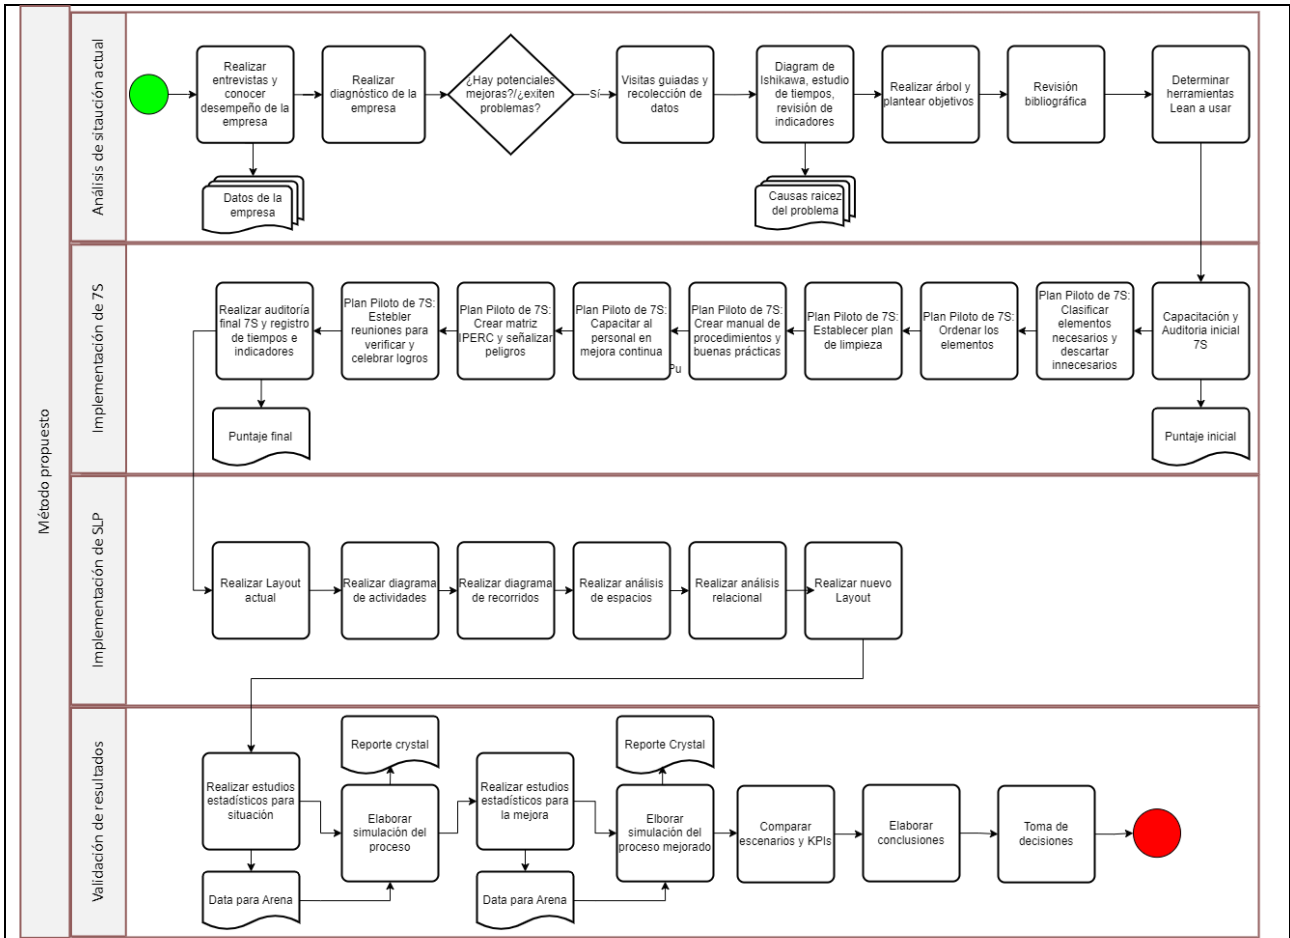 Método propuesto
Análisis de sitaución actual
Realizar
entrevistas y
conocer
desempeño de la
empresa
Realizar
diagnóstico de la
empresa
¿Hay potenciales
mejoras?/¿exiten
problemas?
Sí
Visitas guiadas y
recolección de
datos
Diagram de
Ishikawa, estudio
de tiempos,
revisión de
indicadores
Realizar árbol y
plantear objetivos
Revisión
bibliográfica
Determinar
herramientas
Lean a usar
Datos de la
empresa
Causas raicez
del problema
Implementación de 7S
Realizar auditoría
final 7S y registro
de tiempos e
indicadores
Plan Piloto de 7S:
Estebler
reuniones para
verificar y
celebrar logros
Plan Piloto de 7S:
Crear matriz
IPERC y señalizar
peligros
Plan Piloto de 7S:
Capacitar al
personal en
mejora continua
Pu
Plan Piloto de 7S:
Crear manual de
procedimientos y
buenas prácticas
Plan Piloto de 7S:
Establecer plan
de limpieza
Plan Piloto de 7S:
Ordenar los
elementos
Plan Piloto de 7S:
Clasificar
elementos
necesarios y
descartar
innecesarios
Capacitación y
Auditoria inicial
7S
Puntaje final
Puntaje inicial
Implementación de SLP
Realizar Layout
actual
Realizar diagrama
de actividades
Realizar diagrama
de recorridos
Realizar análisis
de espacios
Realizar análisis
relacional
Realizar nuevo
Layout
Validación de resultados
Reporte crystal
Reporte Crystal
Realizar estudios
estadísticos para
situación
Elaborar
simulación del
proceso
Realizar estudios
estadísticos para
la mejora
Elborar
simulación del
proceso mejorado
Comparar
escenarios y KPIs
Elaborar
conclusiones
Toma de
decisiones
Data para Arena
Data para Arena